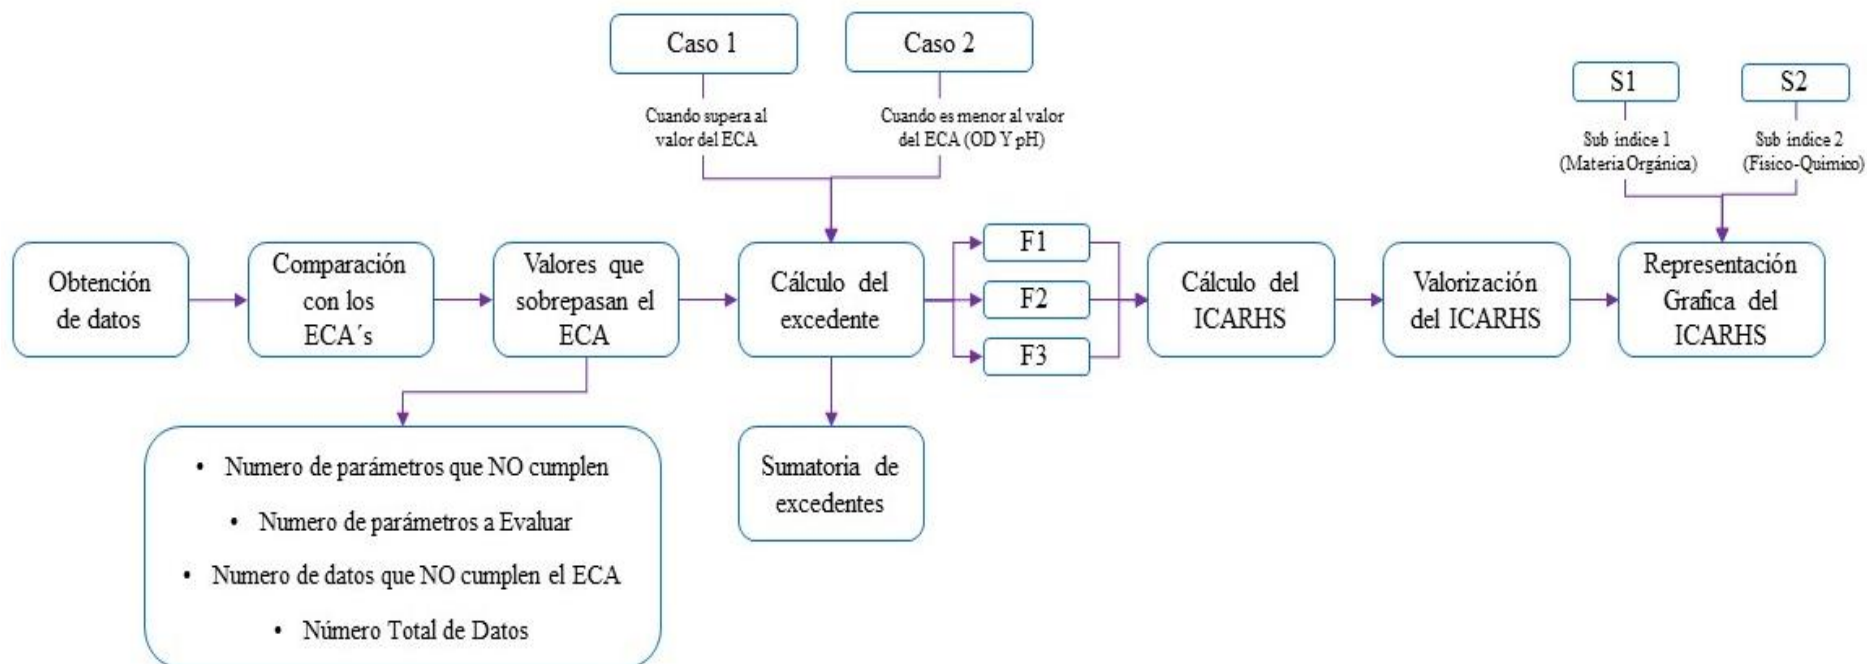 Caso 1
Caso 2
Cuando supera al
valor del ECA
Cuando es menor al valor
del ECA (OD Y pH)
S1
S2
Sub indice 1
(Materia Orgánica)
Sub indice 2
(Fisico-Quimico)
Obtención
de datos
Comparación
con los
ECA´s
Valores que
sobrepasan el
ECA
Cálculo del
excedente
F1
F2
F3
Cálculo del
ICARHS
Valorización
del ICARHS
Representación
Grafica del
ICARHS
• Numero de parámetros que NO cumplen
• Numero de parámetros a Evaluar
• Numero de datos que NO cumplen el ECA
• Número Total de Datos
Sumatoria de
excedentes